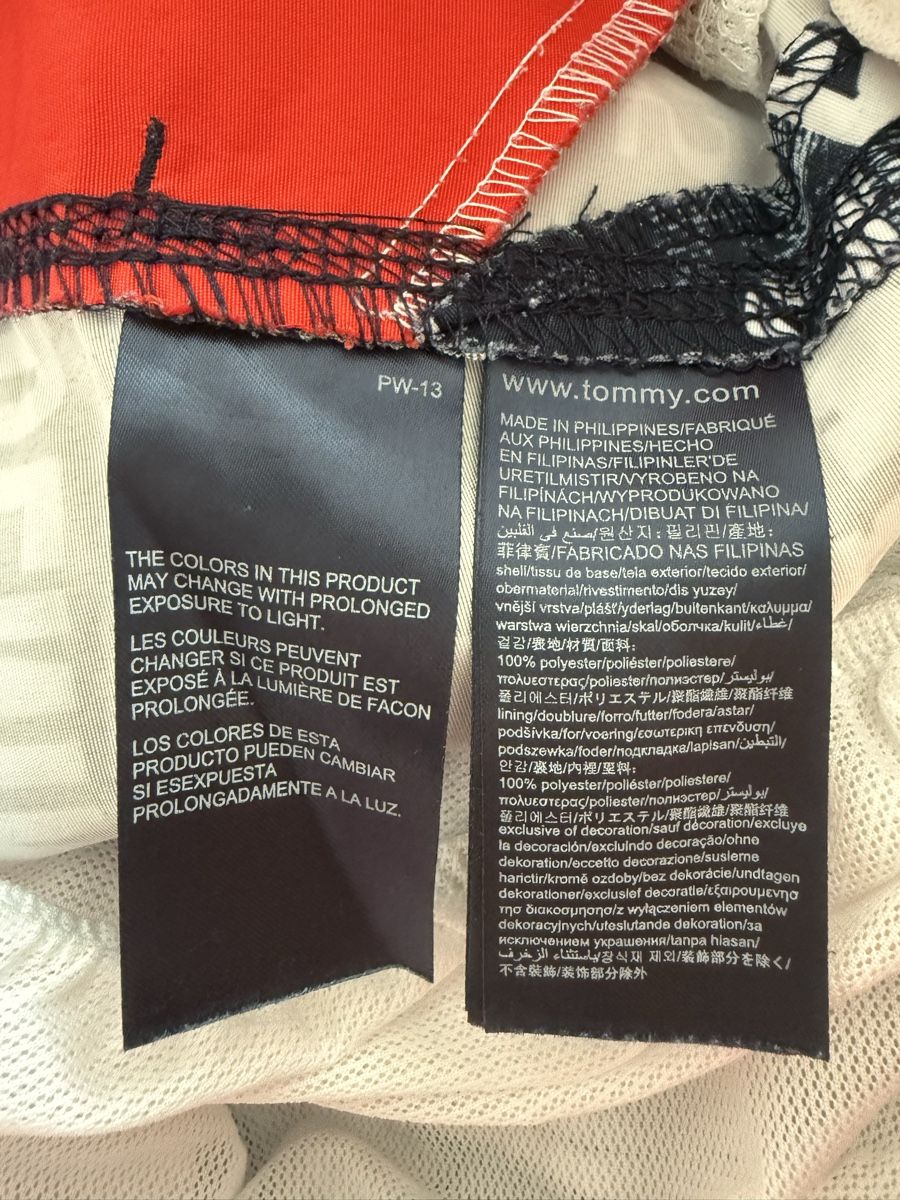 PW-13
THE COLORS IN THIS PRODUCT
MAY CHANGE WITH PROLONGED
EXPOSURE TO LIGHT.
LES COULEURS PEUVENT
CHANGER SI CE PRODUIT EST
EXPOSÉ À LA LUMIÈRE DE FACON
PROLONGÉE.
LOS COLORES DE ESTA
PRODUCTO PUEDEN CAMBIAR
SI ESEXPUESTA
PROLONGADAMENTE A LA LUZ.
www.tommy.com
MADE IN PHILIPPINES/FABRIQUÉ
AUX PHILIPPINES/HECHO
EN FILIPINAS/FILIPINLER'DE
URETILMISTIR/VYROBENO NA
FILIPÍNÁCH/WYPRODUKOWANO
NA FILIPINACH/DIBUAT DI FILIPINA/
صنع في الفلبين/원산지: 필리핀/產地:
菲律賓/FABRICADO NAS FILIPINAS
shell/tissu de base/tela exterior/tecido exterior/
obermaterial/rivestimento/dis yuzey/
vnější vrstva/plášť/yderlag/buitenkant/καλυμμα/
warstwa wierzchnia/skal/оболчка/kulit/غطاء/
겉감/表地/材質/面料:
100% polyester/poliéster/poliestere/
πολυεστερας/poliester/полиэстер/بوليستر/
폴리에스터/ポリエステル/聚酯纖維/聚酯纤维
lining/doublure/forro/futter/fodera/astar/
podšívka/for/voering/εσωτερικη επενδυση/
podszewka/foder/подкладка/lapisan/التبطين/
안감/裏地/內裡/里料:
100% polyester/poliéster/poliestere/
πολυεστερας/poliester/полиэстер/بوليستر/
폴리에스터/ポリエステル/聚酯纖維/聚酯纤维
exclusive of decoration/sauf décoration/excluye
la decoración/excluindo decoração/ohne
dekoration/eccetto decorazione/susleme
harictir/kromě ozdoby/bez dekorácie/undtagen
dekorationer/exclusief decoratie/εξαιρουμενησ
τησ διακοσμησησ/z wyłączeniem elementów
dekoracyjnych/uteslutande dekoration/за
исключением украшения/tanpa hiasan/
باستثناء الزخرف/장식재 제외/装飾部分を除く/
不含裝飾/装饰部分除外